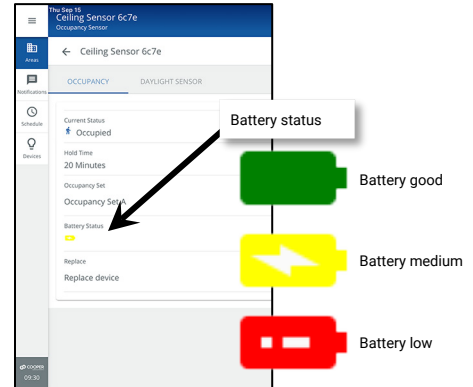 Thu Sep 15
Ceiling Sensor 6c7e
Occupancy Sensor
Areas
Notifications
Schedule
Devices
Ceiling Sensor 6c7e
OCCUPANCY
DAYLIGHT SENSOR
Current Status
Occupied
Hold Time
20 Minutes
Occupancy Set
Occupancy Set A
Battery Status
Replace
Replace device
COOPER
09:30
Battery status
Battery good
Battery medium
Battery low